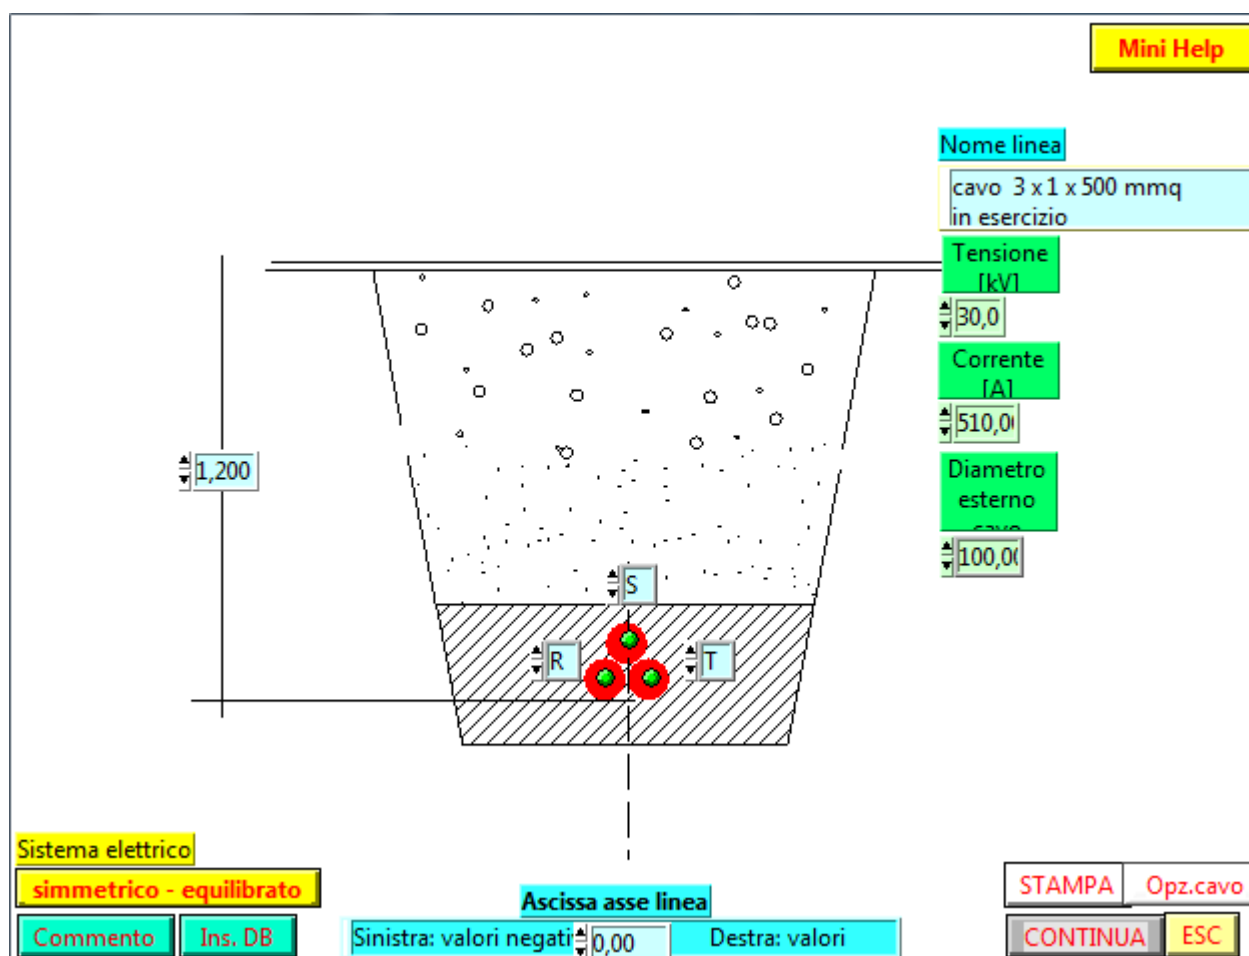 Mini Help
Nome linea
cavo 3 x 1 x 500 mmq
in esercizio
Tensione
[kV]
30,0
Corrente
[A]
510,0
Diametro
esterno
cavo
100,0
1,200
S
R
T
Sistema elettrico
simmetrico - equilibrato
Commento
Ins. DB
Ascissa asse linea
Sinistra: valori negati
0,00
Destra: valori
STAMPA
Opz.cavo
CONTINUA
ESC